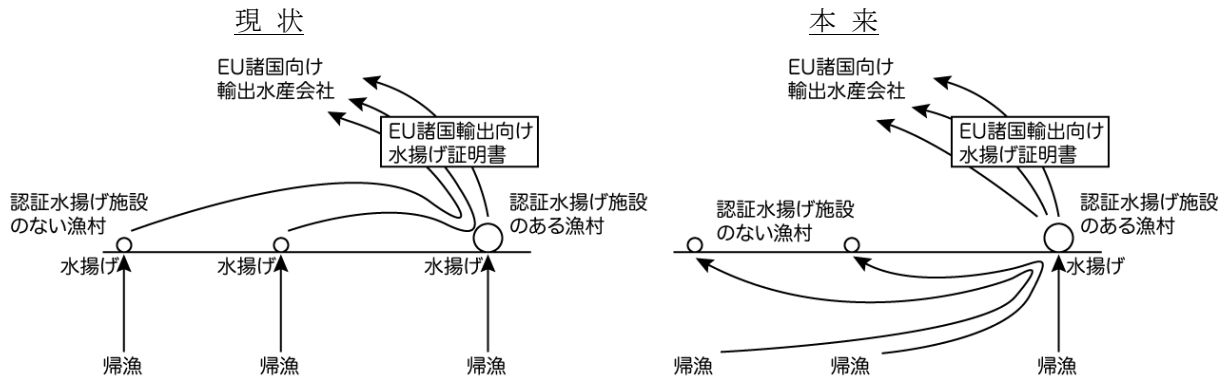 現 状
EU諸国向け
輸出水産会社
EU諸国輸出向け
水揚げ証明書
認証水揚げ施設
のない漁村
認証水揚げ施設
のある漁村
水揚げ
水揚げ
水揚げ
帰漁
帰漁
帰漁
本 来
EU諸国向け
輸出水産会社
EU諸国輸出向け
水揚げ証明書
認証水揚げ施設
のない漁村
認証水揚げ施設
のある漁村
水揚げ
帰漁
帰漁
帰漁